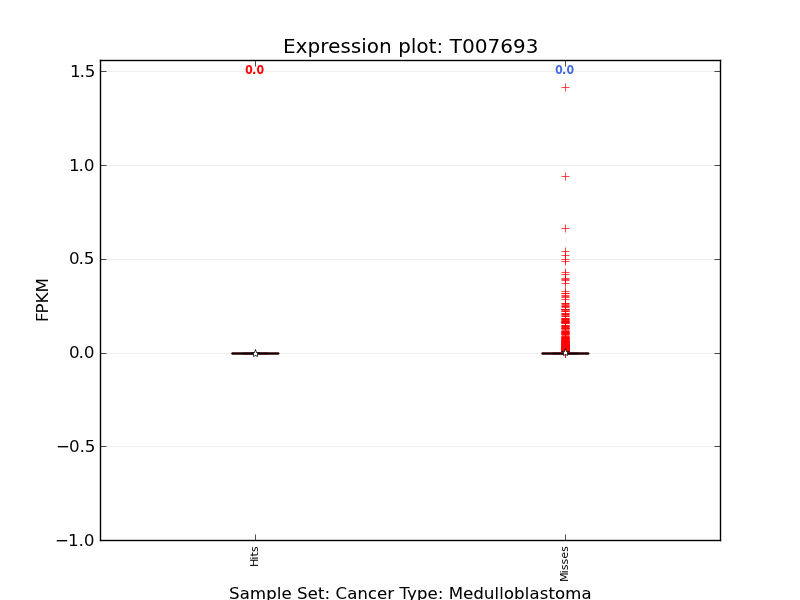 Expression plot: T007693
0.0 0.0
1.5
1.0
0.5
0.0
−0.5
−1.0
FPKM
Hits
Misses
Sample Set: Cancer Type: Medulloblastoma